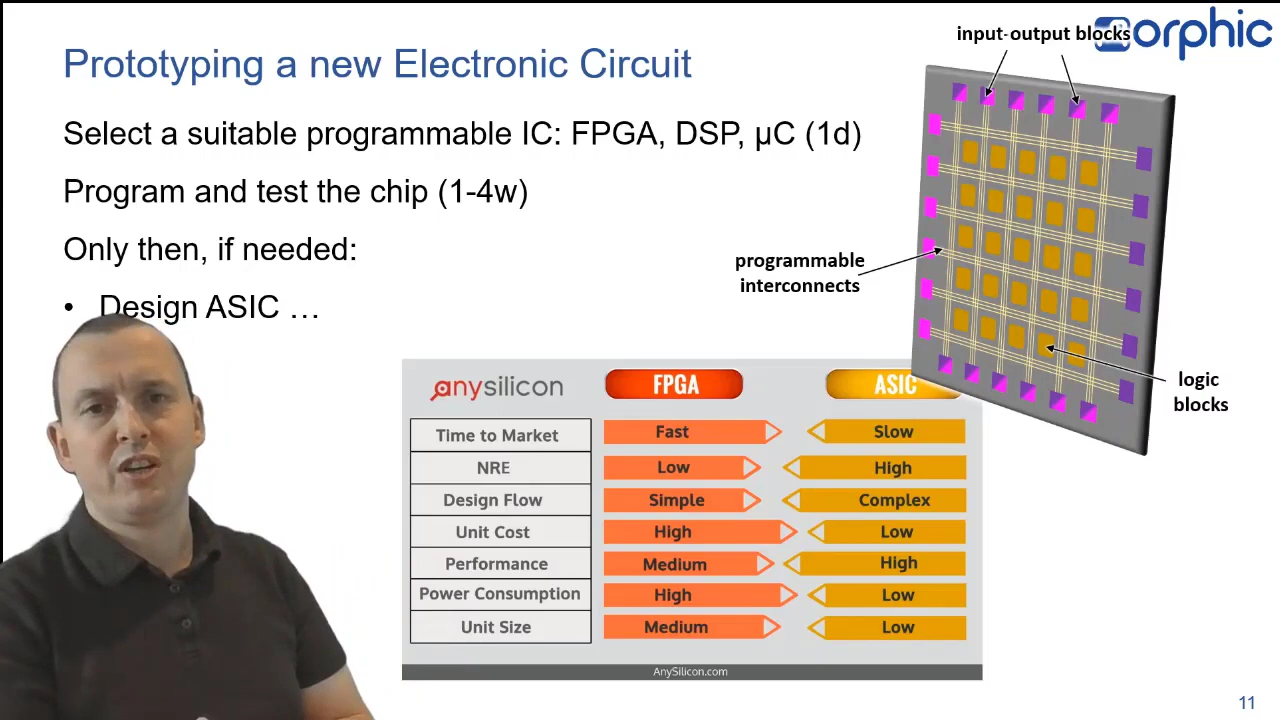 Prototyping a new Electronic Circuit
Select a suitable programmable IC: FPGA, DSP, µC (1d)
Program and test the chip (1-4w)
Only then, if needed:
• Design ASIC …
orphic
input-output blocks
programmable
interconnects
logic
blocks
anysilicon
FPGA
ASIC
Time to Market
Fast
Slow
NRE
Low
High
Design Flow
Simple
Complex
Unit Cost
High
Low
Performance
Medium
High
Power Consumption
High
Low
Unit Size
Medium
Low
AnySilicon.com
11